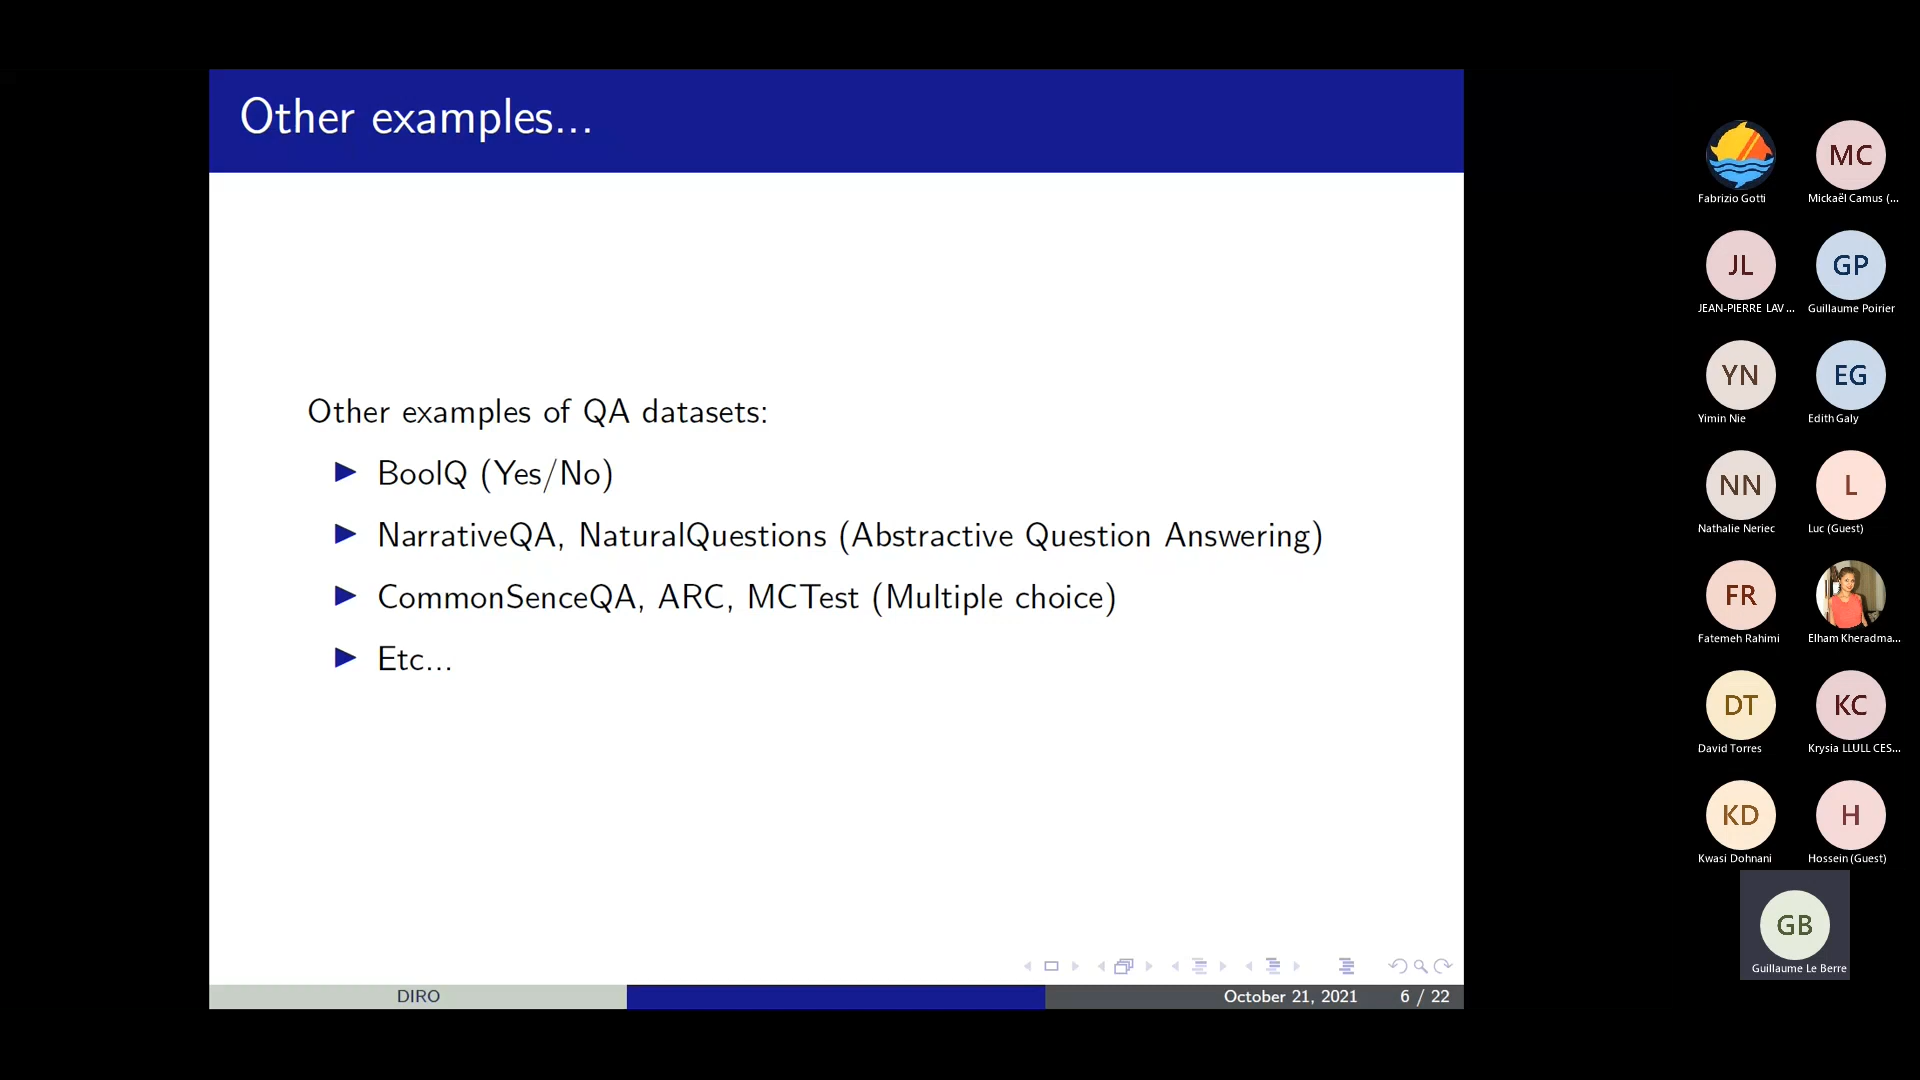 Other examples...
Other examples of QA datasets:
BoolQ (Yes/No)
NarrativeQA, NaturalQuestions (Abstractive Question Answering)
CommonSenceQA, ARC, MCTest (Multiple choice)
Etc...
DIRO
October 21, 2021
6 / 22
Fabrizio Gotti
MC
Mickaël Camus (...
JL
JEAN-PIERRE LAV...
GP
Guillaume Poirier
YN
Yimin Nie
EG
Edith Galy
NN
Nathalie Neriec
L
Luc (Guest)
FR
Fatemeh Rahimi
Elham Kheradma...
DT
David Torres
KC
Krysia LLULL CES...
KD
Kwasi Dohnani
H
Hossein (Guest)
GB
Guillaume Le Berre